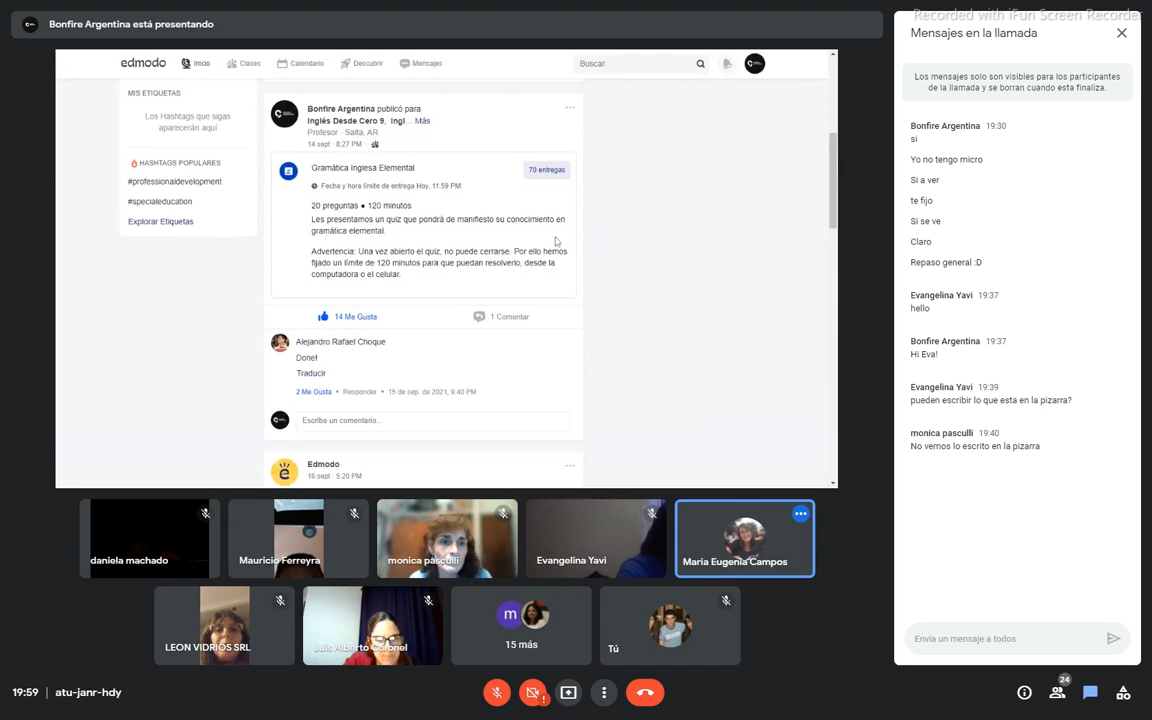 Bonfire Argentina está presentando
Recorded with iFun Screen Recorder
Mensajes en la llamada
Los mensajes solo son visibles para los participantes
de la llamada y se borran cuando esta finaliza.
Bonfire Argentina 19:30
si
Yo no tengo micro
Si a ver
te fijo
Si se ve
Claro
Repaso general :D
Evangelina Yavi 19:37
hello
Bonfire Argentina 19:37
Hi Eva!
Evangelina Yavi 19:39
pueden escribir lo que esta en la pizarra?
monica pasculli 19:40
No vemos lo escrito en la pizarra
Envía un mensaje a todos
edmodo
Inicio
Clases
Calendario
Descubrir
Mensajes
Buscar
MIS ETIQUETAS
Los Hashtags que sigas
aparecerán aquí
HASHTAGS POPULARES
#professionaldevelopment
#specialeducation
Explorar Etiquetas
Bonfire Argentina publicó para
Inglés Desde Cero 9, Ingl... Más
Profesor · Salta, AR
14 sept · 8:27 PM
Gramática Inglesa Elemental
70 entregas
Fecha y hora límite de entrega Hoy, 11:59 PM
20 preguntas • 120 minutos
Les presentamos un quiz que pondrá de manifiesto su conocimiento en
gramática elemental.
Advertencia: Una vez abierto el quiz, no puede cerrarse. Por ello hemos
fijado un límite de 120 minutos para que puedan resolverlo, desde la
computadora o el celular.
14 Me Gusta
1 Comentar
Alejandro Rafael Choque
Done!
Traducir
2 Me Gusta • Responder • 15 de sep. de 2021, 9:40 PM
Escribe un comentario...
Edmodo
16 sept · 5:20 PM
daniela machado
Mauricio Ferreyra
monica pasculli
Evangelina Yavi
Maria Eugenia Campos
LEON VIDRIOS SRL
Luis Alberto Coronel
m
15 más
Tú
19:59 | atu-janr-hdy
24